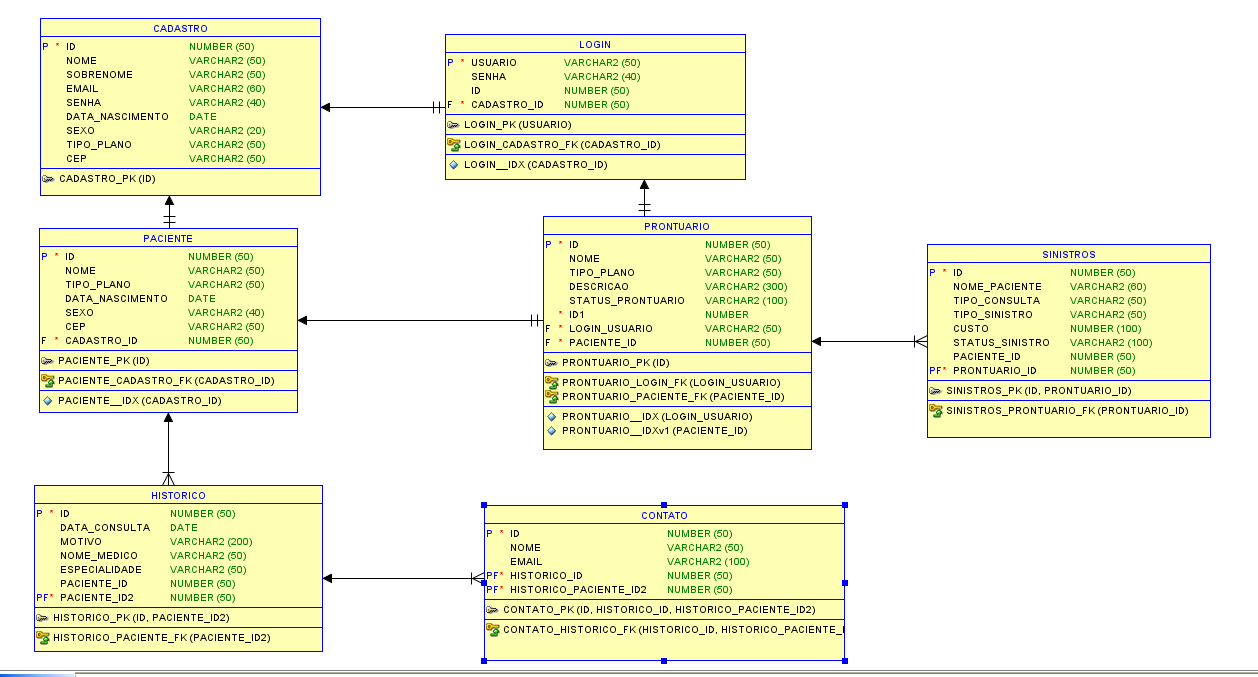 CADASTRO
P * ID NUMBER (50)
NOME VARCHAR2 (50)
SOBRENOME VARCHAR2 (50)
EMAIL VARCHAR2 (60)
SENHA VARCHAR2 (40)
DATA_NASCIMENTO DATE
SEXO VARCHAR2 (20)
TIPO_PLANO VARCHAR2 (50)
CEP VARCHAR2 (50)
CADASTRO_PK (ID)
LOGIN
P * USUARIO VARCHAR2 (50)
SENHA VARCHAR2 (40)
ID NUMBER (50)
F * CADASTRO_ID NUMBER (50)
LOGIN_PK (USUARIO)
LOGIN_CADASTRO_FK (CADASTRO_ID)
LOGIN__IDX (CADASTRO_ID)
PACIENTE
P * ID NUMBER (50)
NOME VARCHAR2 (50)
TIPO_PLANO VARCHAR2 (50)
DATA_NASCIMENTO DATE
SEXO VARCHAR2 (40)
CEP VARCHAR2 (50)
F * CADASTRO_ID NUMBER (50)
PACIENTE_PK (ID)
PACIENTE_CADASTRO_FK (CADASTRO_ID)
PACIENTE__IDX (CADASTRO_ID)
PRONTUARIO
P * ID NUMBER (50)
NOME VARCHAR2 (50)
TIPO_PLANO VARCHAR2 (50)
DESCRICAO VARCHAR2 (300)
STATUS_PRONTUARIO VARCHAR2 (100)
* ID1 NUMBER
F * LOGIN_USUARIO VARCHAR2 (50)
F * PACIENTE_ID NUMBER (50)
PRONTUARIO_PK (ID)
PRONTUARIO_LOGIN_FK (LOGIN_USUARIO)
PRONTUARIO_PACIENTE_FK (PACIENTE_ID)
PRONTUARIO__IDX (LOGIN_USUARIO)
PRONTUARIO__IDXv1 (PACIENTE_ID)
SINISTROS
P * ID NUMBER (50)
NOME_PACIENTE VARCHAR2 (60)
TIPO_CONSULTA VARCHAR2 (50)
TIPO_SINISTRO VARCHAR2 (50)
CUSTO NUMBER (100)
STATUS_SINISTRO VARCHAR2 (100)
PACIENTE_ID NUMBER (50)
PF* PRONTUARIO_ID NUMBER (50)
SINISTROS_PK (ID, PRONTUARIO_ID)
SINISTROS_PRONTUARIO_FK (PRONTUARIO_ID)
HISTORICO
P * ID NUMBER (50)
DATA_CONSULTA DATE
MOTIVO VARCHAR2 (200)
NOME_MEDICO VARCHAR2 (50)
ESPECIALIDADE VARCHAR2 (50)
PACIENTE_ID NUMBER (50)
PF* PACIENTE_ID2 NUMBER (50)
HISTORICO_PK (ID, PACIENTE_ID2)
HISTORICO_PACIENTE_FK (PACIENTE_ID2)
CONTATO
P * ID NUMBER (50)
NOME VARCHAR2 (50)
EMAIL VARCHAR2 (100)
PF* HISTORICO_ID NUMBER (50)
PF* HISTORICO_PACIENTE_ID2 NUMBER (50)
CONTATO_PK (ID, HISTORICO_ID, HISTORICO_PACIENTE_ID2)
CONTATO_HISTORICO_FK (HISTORICO_ID, HISTORICO_PACIENTE_I